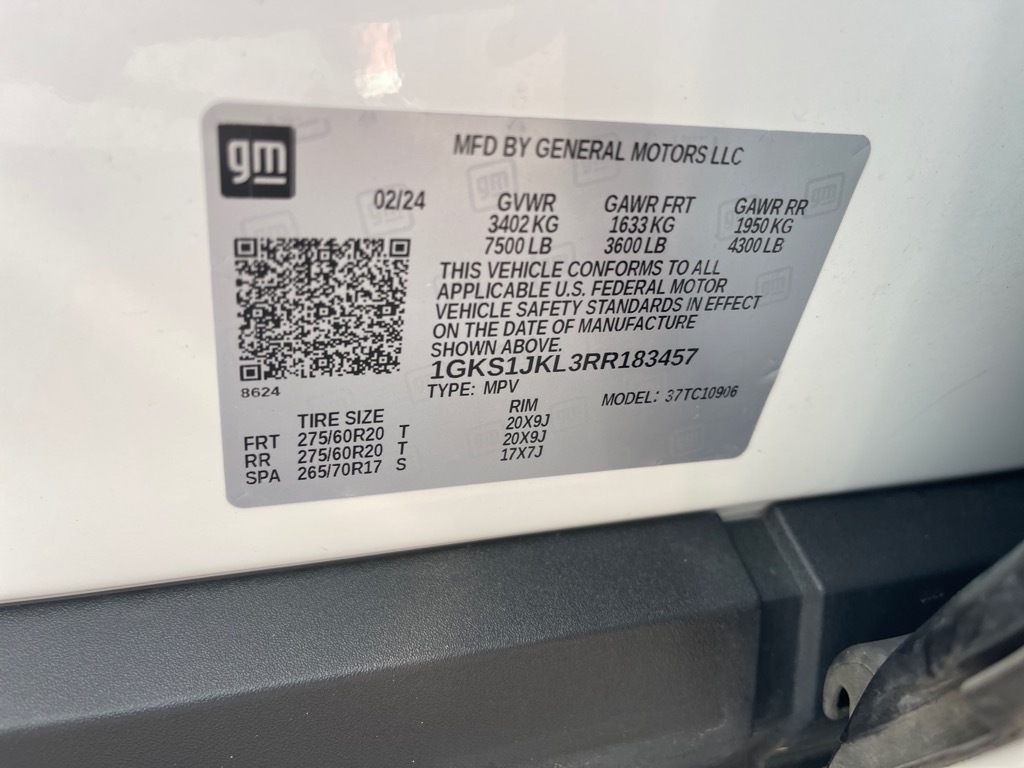 gm
MFD BY GENERAL MOTORS LLC
02/24 GVWR GAWR FRT GAWR RR
3402 KG 1633 KG 1950 KG
7500 LB 3600 LB 4300 LB
THIS VEHICLE CONFORMS TO ALL
APPLICABLE U.S. FEDERAL MOTOR
VEHICLE SAFETY STANDARDS IN EFFECT
ON THE DATE OF MANUFACTURE
SHOWN ABOVE.
1GKS1JKL3RR183457
8624 TYPE: MPV MODEL: 37TC10906
TIRE SIZE RIM
FRT 275/60R20 T 20X9J
RR 275/60R20 T 20X9J
SPA 265/70R17 S 17X7J